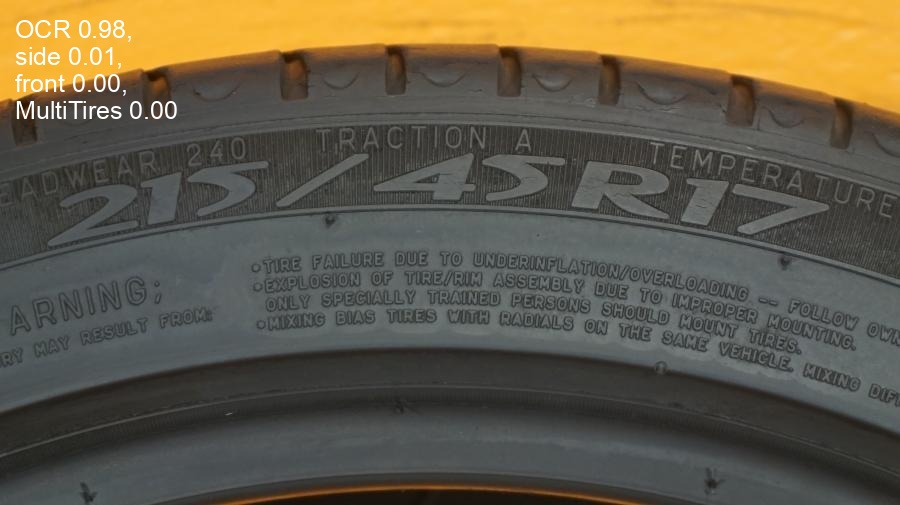 OCR 0.98,
side 0.01,
front 0.00,
MultiTires 0.00
EADWEAR 240 TRACTION A TEMPERATURE
215/45R17
ARNING;
RY MAY RESULT FROM:
•TIRE FAILURE DUE TO UNDERINFLATION/OVERLOADING -- FOLLOW OWN
•EXPLOSION OF TIRE/RIM ASSEMBLY DUE TO IMPROPER MOUNTING.
ONLY SPECIALLY TRAINED PERSONS SHOULD MOUNT TIRES.
•MIXING BIAS TIRES WITH RADIALS ON THE SAME VEHICLE. MIXING DIFF